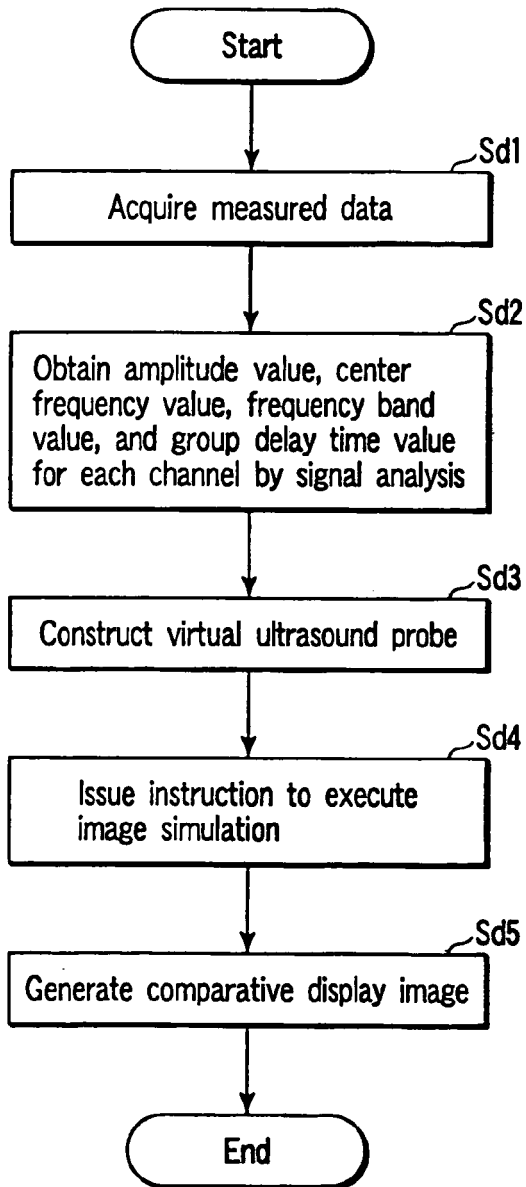 Start
Sd1
Acquire measured data
Sd2
Obtain amplitude value, center
frequency value, frequency band
value, and group delay time value
for each channel by signal analysis
Sd3
Construct virtual ultrasound probe
Sd4
Issue instruction to execute
image simulation
Sd5
Generate comparative display image
End